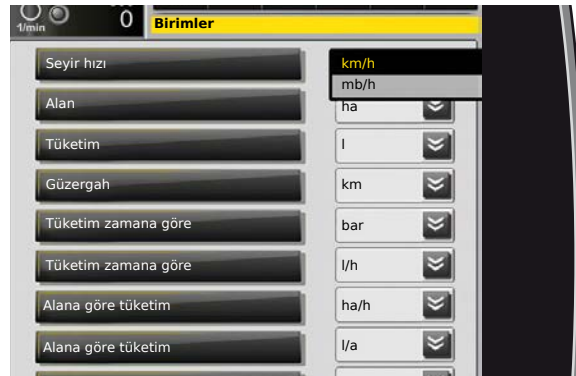 1/min
0
Birimler
Seyir hızı
km/h
mb/h
Alan
ha
Tüketim
l
Güzergah
km
Tüketim zamana göre
bar
Tüketim zamana göre
l/h
Alana göre tüketim
ha/h
Alana göre tüketim
l/a